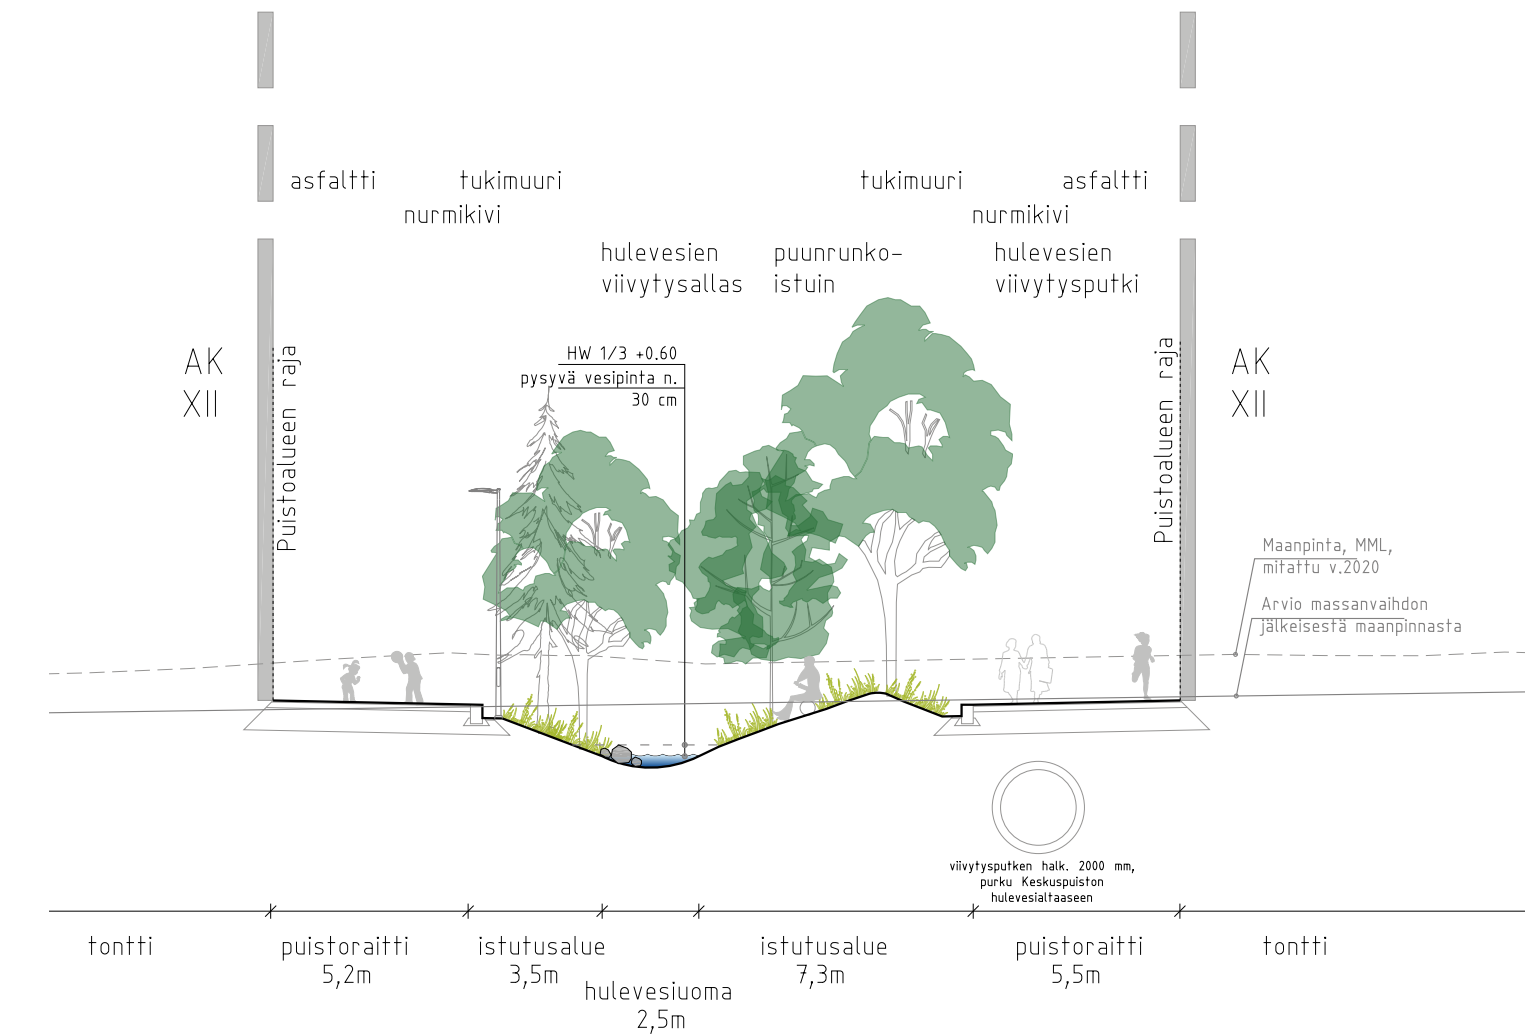 asfaltti
tukimuuri
tukimuuri
asfaltti
nurmikivi
nurmikivi
hulevesien
viivytysallas
puunrunko-
istuin
hulevesien
viivytysputki
HW 1/3 +0.60
pysyvä vesipinta n.
30 cm
AK
XII
Puistoalueen raja
Puistoalueen raja
AK
XII
Maanpinta, MML,
mitattu v.2020
Arvio massanvaihdon
jälkeisestä maanpinnasta
viivytysputken halk. 2000 mm,
purku Keskuspuiston
hulevesialtaaseen
tontti
puistoraitti
5,2m
istutusalue
3,5m
hulevesiuoma
2,5m
istutusalue
7,3m
puistoraitti
5,5m
tontti